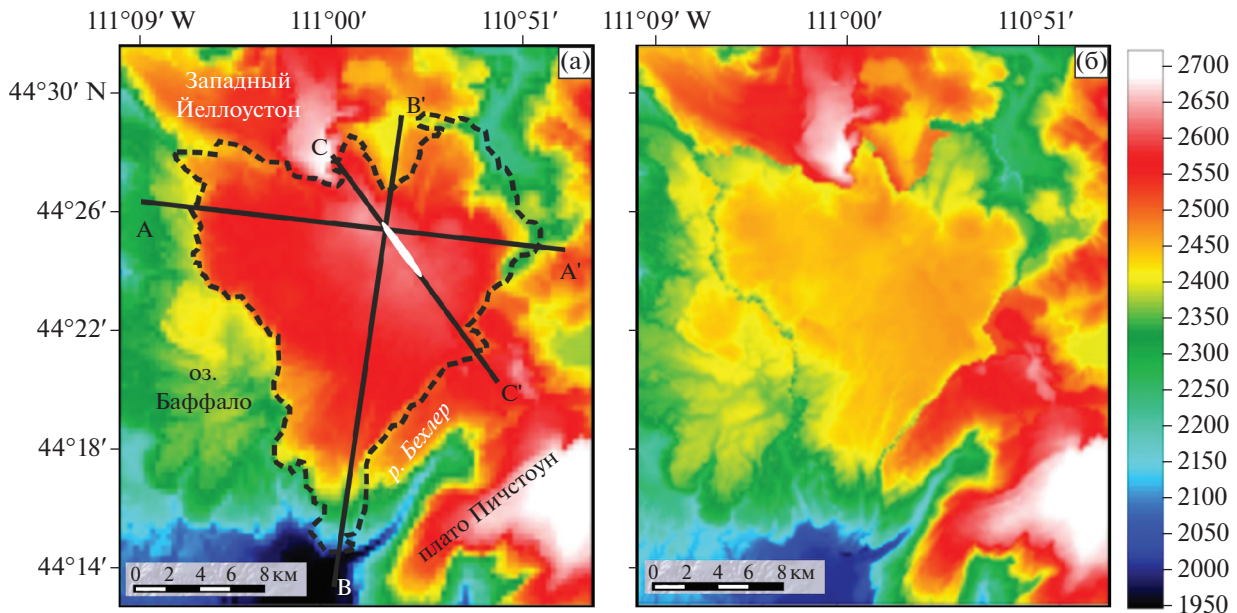 111°09′ W
111°00′
110°51′
111°09′ W
111°00′
110°51′
(а)
(б)
44°30′ N
44°26′
44°22′
44°18′
44°14′
Западный
Йеллоустон
B'
C
A
A'
C'
B
оз.
Баффало
р. Бехлер
плато Пичстоун
0 2 4 6 8 км
0 2 4 6 8 км
2700
2650
2600
2550
2500
2450
2400
2350
2300
2250
2200
2150
2100
2050
2000
1950